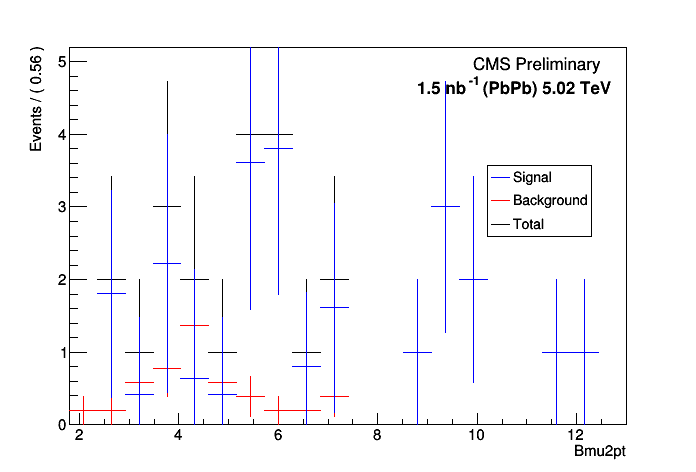 CMS Preliminary
1.5 nb⁻¹ (PbPb) 5.02 TeV
Events / ( 0.56 )
5
4
3
2
1
0
Signal
Background
Total
2 4 6 8 10 12
Bmu2pt